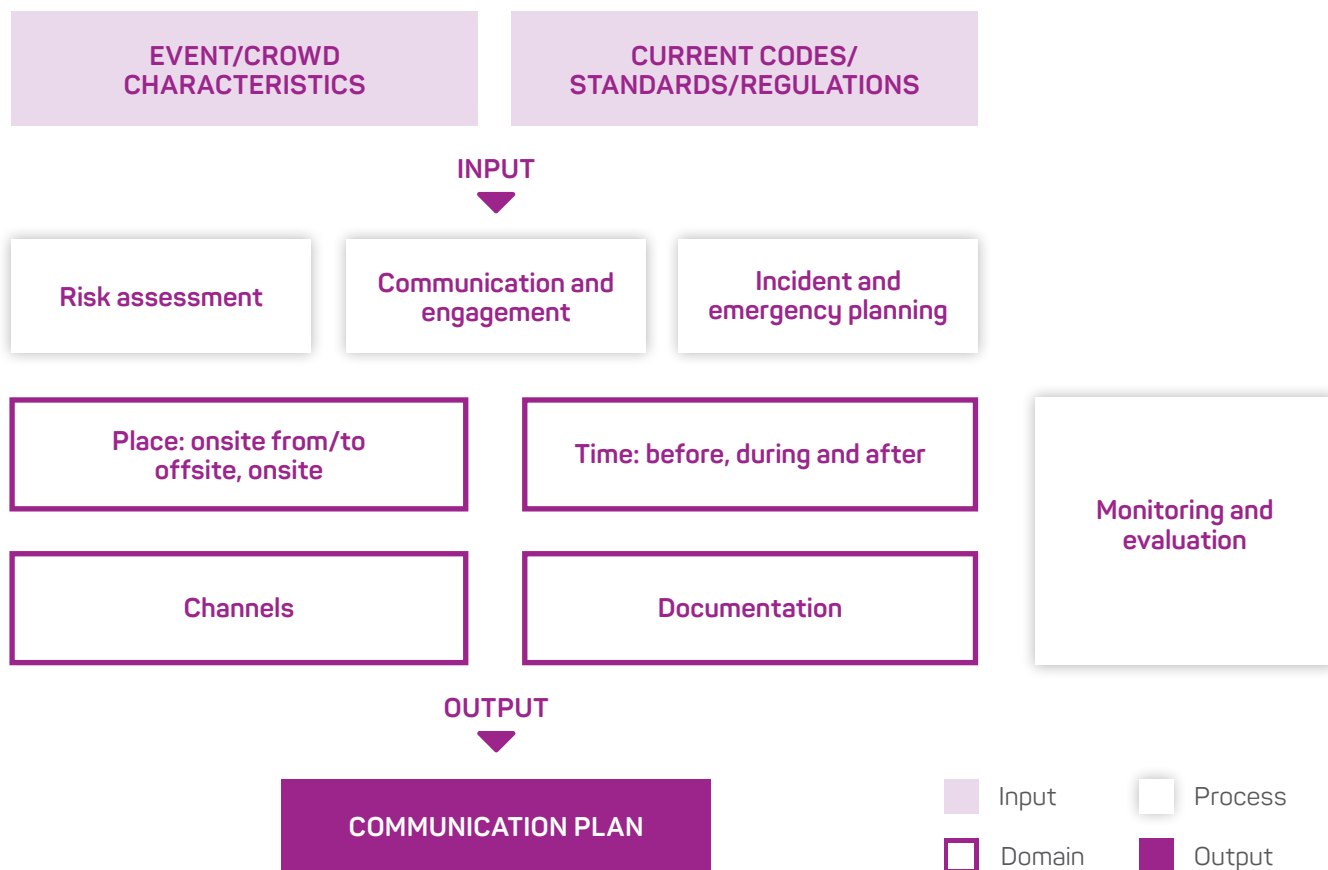 EVENT/CROWD
CHARACTERISTICS
CURRENT CODES/
STANDARDS/REGULATIONS
INPUT
Risk assessment
Communication and
engagement
Incident and
emergency planning
Place: onsite from/to
offsite, onsite
Time: before, during and after
Monitoring and
evaluation
Channels
Documentation
OUTPUT
COMMUNICATION PLAN
Input
Process
Domain
Output